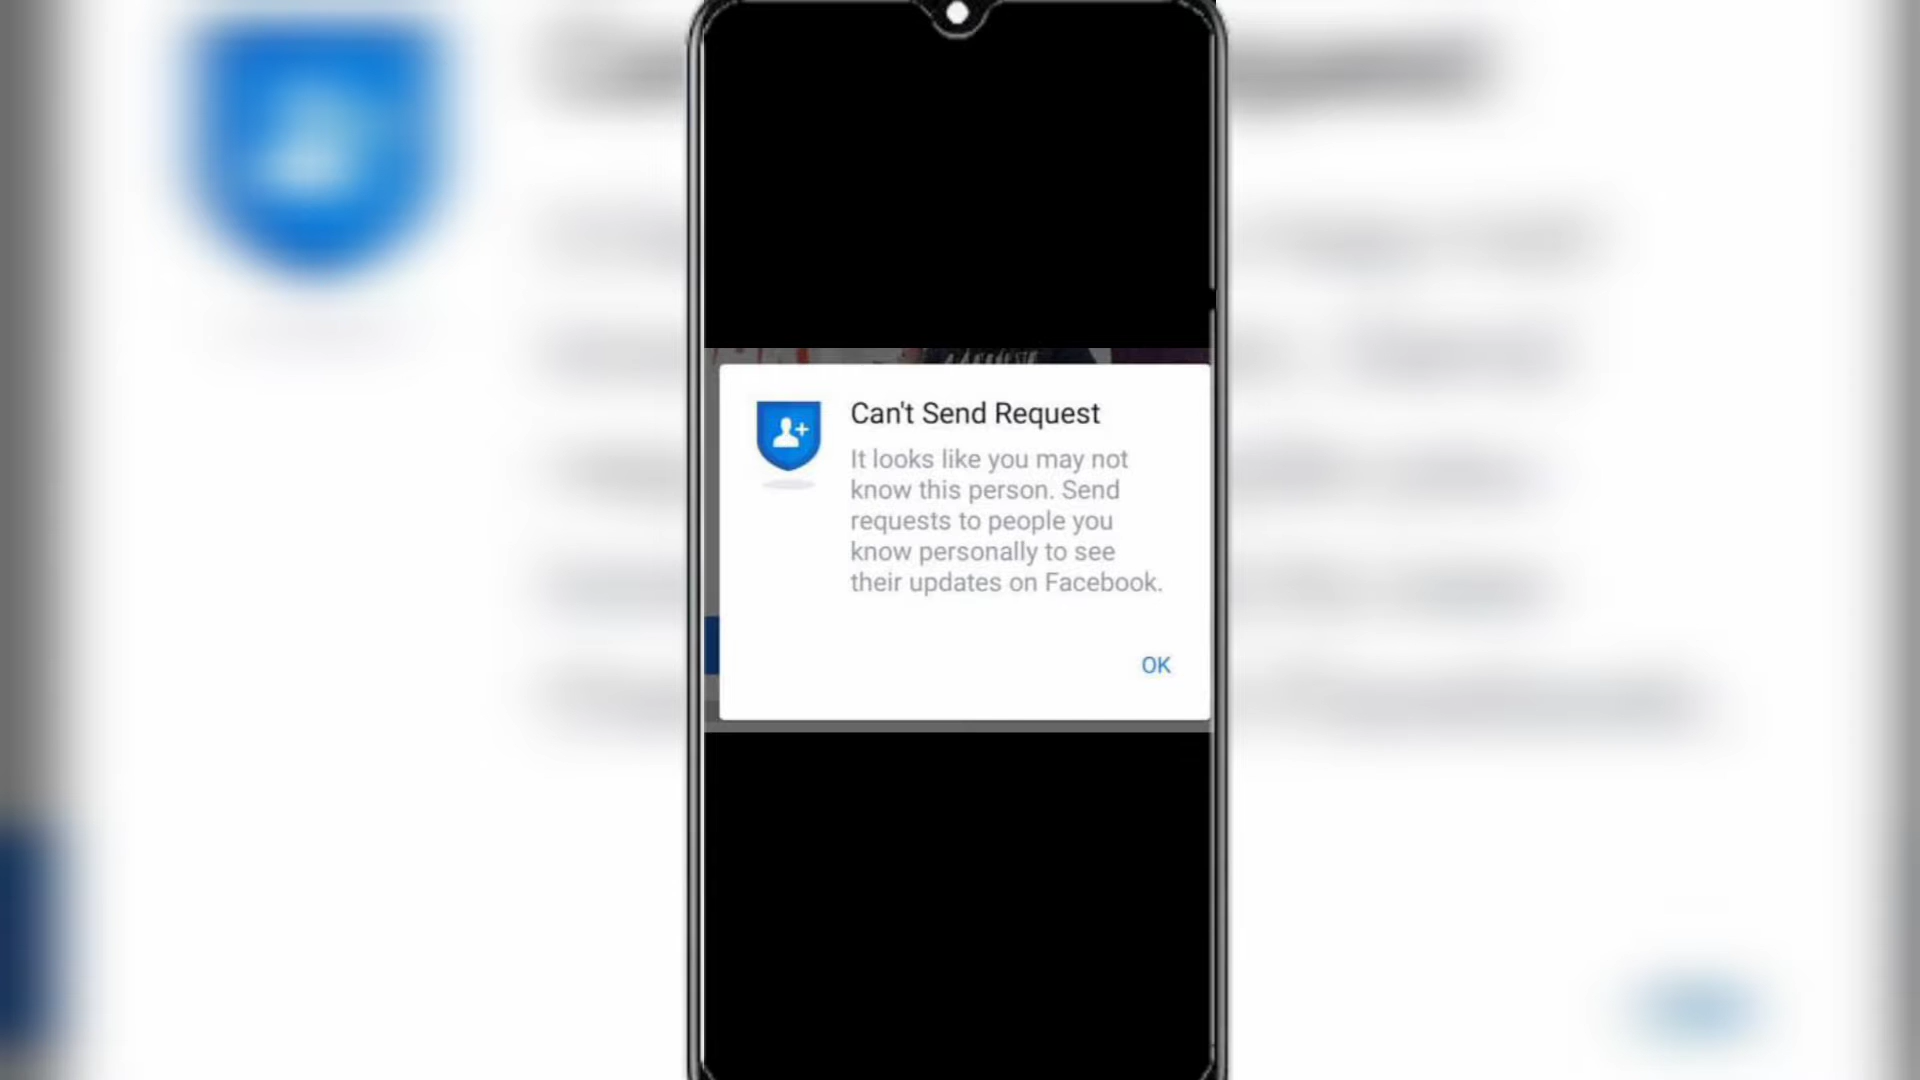 Can't Send Request
It looks like you may not
know this person. Send
requests to people you
know personally to see
their updates on Facebook.
OK